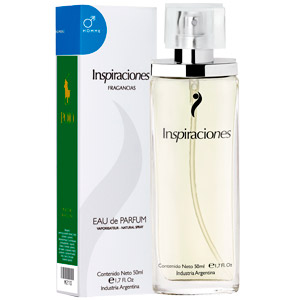 HOMME
Inspiraciones
FRAGANCIAS
POLO
EAU de PARFUM
VAPORISATEUR - NATURAL SPRAY
Contenido Neto 50ml
e 1,7 fl. Oz
Industria Argentina
Inspiraciones
Contenido Neto 50ml
e 1,7 fl. Oz
Industria Argentina